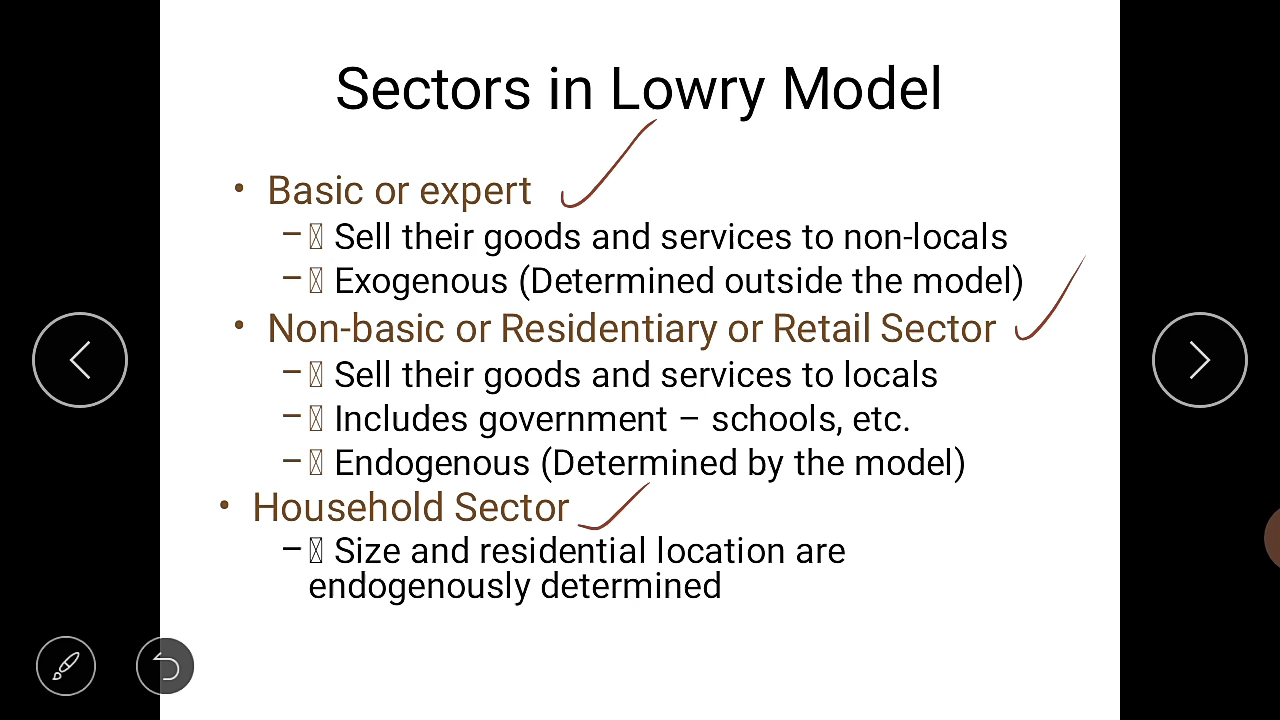 Sectors in Lowry Model
• Basic or expert
– Sell their goods and services to non-locals
– Exogenous (Determined outside the model)
• Non-basic or Residentiary or Retail Sector
– Sell their goods and services to locals
– Includes government – schools, etc.
– Endogenous (Determined by the model)
• Household Sector
– Size and residential location are
endogenously determined